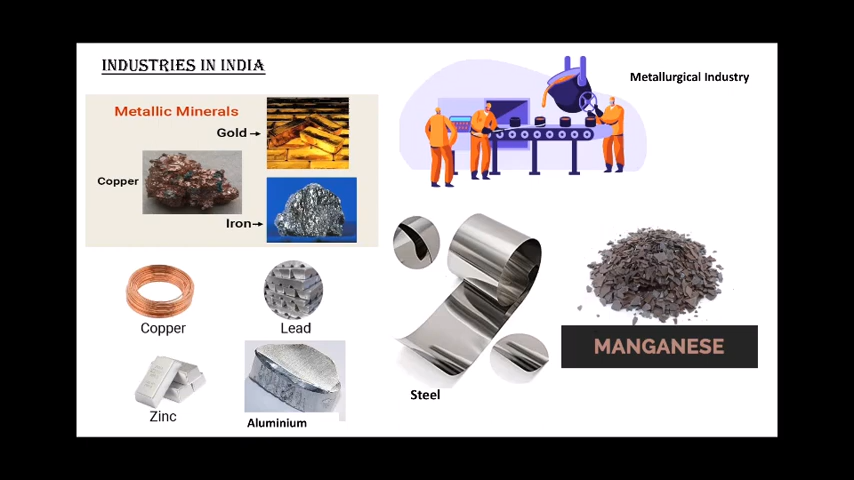 INDUSTRIES IN INDIA
Metallurgical Industry
Metallic Minerals
Gold
Copper
Iron
Copper
Lead
Zinc
Aluminium
Steel
MANGANESE